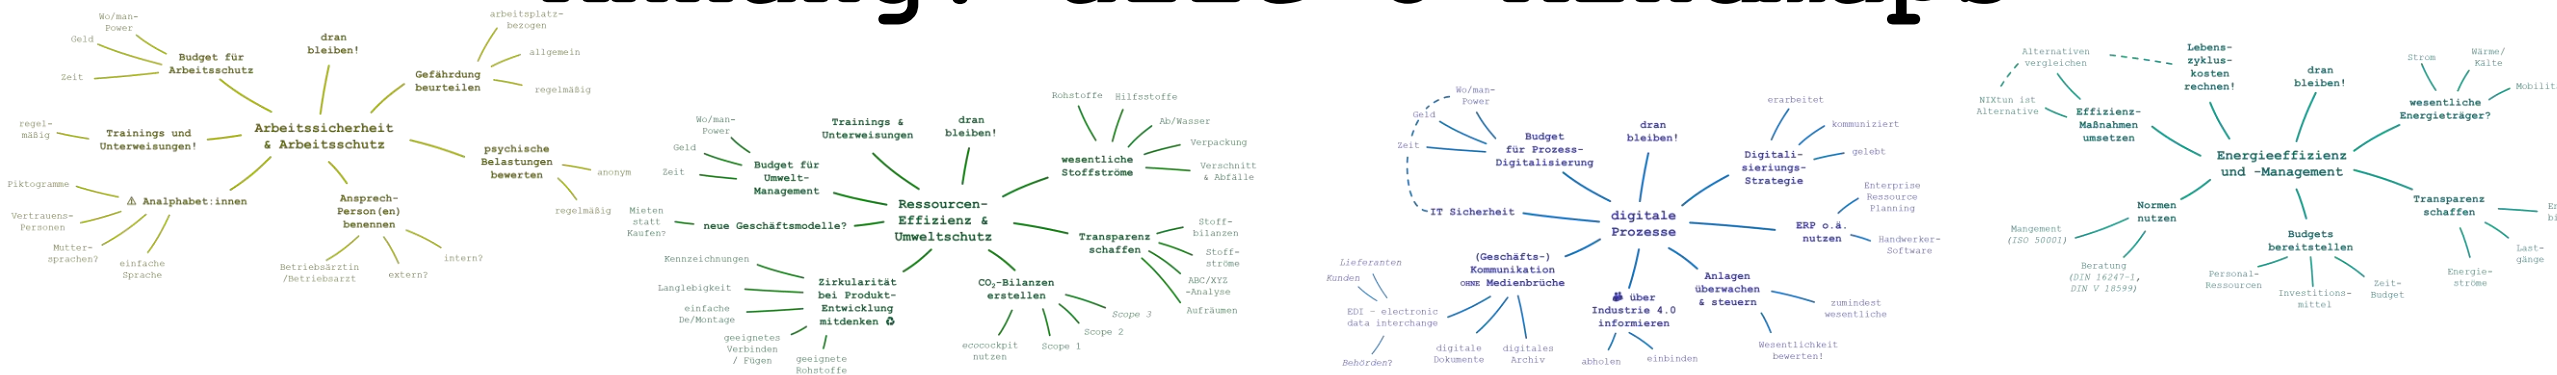 Wo/man-
Power
Geld
Zeit
Budget für
Arbeitsschutz
dran
bleiben!
arbeitsplatz-
bezogen
allgemein
regelmäßig
Gefährdung
beurteilen
regel-
mäßig
Trainings und
Unterweisungen!
Arbeitssicherheit
& Arbeitsschutz
psychische
Belastungen
bewerten
anonym
regelmäßig
Piktogramme
Vertrauens-
Personen
Mutter-
sprachen?
einfache
Sprache
⚠ Analphabet:innen
Ansprech-
Person(en)
benennen
Betriebsärztin
/Betriebsarzt
extern?
intern?
Wo/man-
Power
Geld
Zeit
Budget für
Umwelt-
Management
Trainings &
Unterweisungen
dran
bleiben!
Rohstoffe
Hilfsstoffe
Ab/Wasser
Verpackung
Verschnitt
& Abfälle
wesentliche
Stoffströme
Mieten
statt
Kaufen?
neue Geschäftsmodelle?
Ressourcen-
Effizienz &
Umweltschutz
Transparenz
schaffen
Stoff-
bilanzen
Stoff-
ströme
ABC/XYZ
-Analyse
Aufräumen
Kennzeichnungen
Langlebigkeit
einfache
De/Montage
geeignetes
Verbinden
/ Fügen
geeignete
Rohstoffe
Zirkularität
bei Produkt-
Entwicklung
mitdenken ♻
CO₂-Bilanzen
erstellen
ecocockpit
nutzen
Scope 1
Scope 2
Scope 3
Wo/man-
Power
Geld
Zeit
Budget
für Prozess-
Digitalisierung
dran
bleiben!
erarbeitet
kommuniziert
gelebt
Digitali-
sieriungs-
Strategie
IT Sicherheit
digitale
Prozesse
ERP o.ä.
nutzen
Enterprise
Ressource
Planning
Handwerker-
Software
(Geschäfts-)
Kommunikation
OHNE Medienbrüche
Lieferanten
Kunden
EDI - electronic
data interchange
Behörden?
digitale
Dokumente
digitales
Archiv
über
Industrie 4.0
informieren
abholen
einbinden
Anlagen
überwachen
& steuern
zumindest
wesentliche
Wesentlichkeit
bewerten!
Alternativen
vergleichen
NIXtun ist
Alternative
Effizienz-
Maßnahmen
umsetzen
Lebens-
zyklus-
kosten
rechnen!
dran
bleiben!
Strom
Wärme/
Kälte
Mobilit
wesentliche
Energieträger?
Energieeffizienz
und -Management
Normen
nutzen
Mangement
(ISO 50001)
Beratung
(DIN 16247-1,
DIN V 18599)
Budgets
bereitstellen
Personal-
Ressourcen
Investitions-
mittel
Zeit-
Budget
Transparenz
schaffen
Last-
gänge
Energie-
ströme